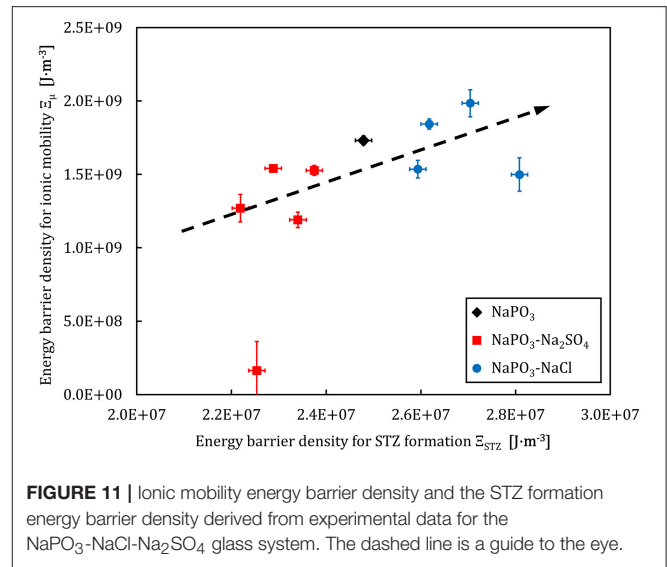 Energy barrier density for ionic mobility Ξμ [J·m-3]
2.5E+09
2.0E+09
1.5E+09
1.0E+09
5.0E+08
0.0E+00
NaPO3
NaPO3-Na2SO4
NaPO3-NaCl
2.0E+07 2.2E+07 2.4E+07 2.6E+07 2.8E+07 3.0E+07
Energy barrier density for STZ formation ΞSTZ [J·m-3]
FIGURE 11 | Ionic mobility energy barrier density and the STZ formation
energy barrier density derived from experimental data for the
NaPO3-NaCl-Na2SO4 glass system. The dashed line is a guide to the eye.